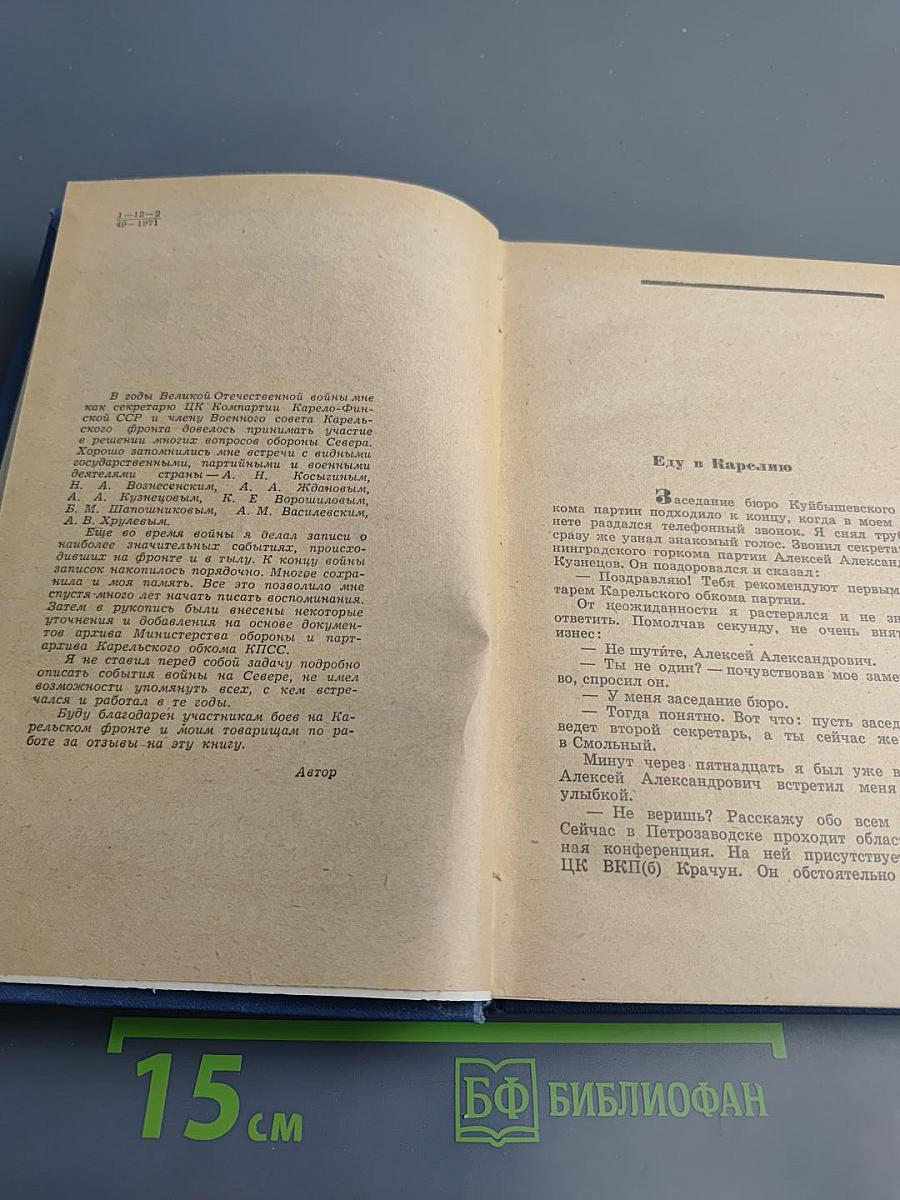 1—12—2
49—1971
В годы Великой Отечественной войны мне
как секретарю ЦК Компартии Карело-Фин-
ской ССР и члену Военного совета Карель-
ского фронта довелось принимать участие
в решении многих вопросов обороны Севера.
Хорошо запомнились мне встречи с видными
государственными, партийными и военными
деятелями страны — А. Н. Косыгиным,
Н. А. Вознесенским, А. А. Ждановым,
А. А. Кузнецовым, К. Е Ворошиловым,
Б. М. Шапошниковым, А. М. Василевским,
А. В. Хрулевым.
Еще во время войны я делал записи о
наиболее значительных событиях, происхо-
дивших на фронте и в тылу. К концу войны
записок накопилось порядочно. Многое сохра-
нила и моя память. Все это позволило мне
спустя много лет начать писать воспоминания.
Затем в рукопись были внесены некоторые
уточнения и добавления на основе докумен-
тов архива Министерства обороны и парт-
архива Карельского обкома КПСС.
Я не ставил перед собой задачу подробно
описать события войны на Севере, не имел
возможности упомянуть всех, с кем встре-
чался и работал в те годы.
Буду благодарен участникам боев на Ка-
рельском фронте и моим товарищам по ра-
боте за отзывы на эту книгу.
Автор
Еду в Карелию
Заседание бюро Куйбышевского
кома партии подходило к концу, когда в моем
нете раздался телефонный звонок. Я снял труб
сразу же узнал знакомый голос. Звонил секрета
нинградского горкома партии Алексей Александ
Кузнецов. Он поздоровался и сказал:
— Поздравляю! Тебя рекомендуют первым
тарем Карельского обкома партии.
От неожиданности я растерялся и не зн
ответить. Помолчав секунду, не очень внят
изнес:
— Не шутите, Алексей Александрович.
— Ты не один? — почувствовав мое заме
во, спросил он.
— У меня заседание бюро.
— Тогда понятно. Вот что: пусть засед
ведет второй секретарь, а ты сейчас же
в Смольный.
Минут через пятнадцать я был уже в
Алексей Александрович встретил меня
улыбкой.
— Не веришь? Расскажу обо всем
Сейчас в Петрозаводске проходит облас
ная конференция. На ней присутствуе
ЦК ВКП(б) Крачун. Он обстоятельно
15 см
БФ БИБЛИОФАН